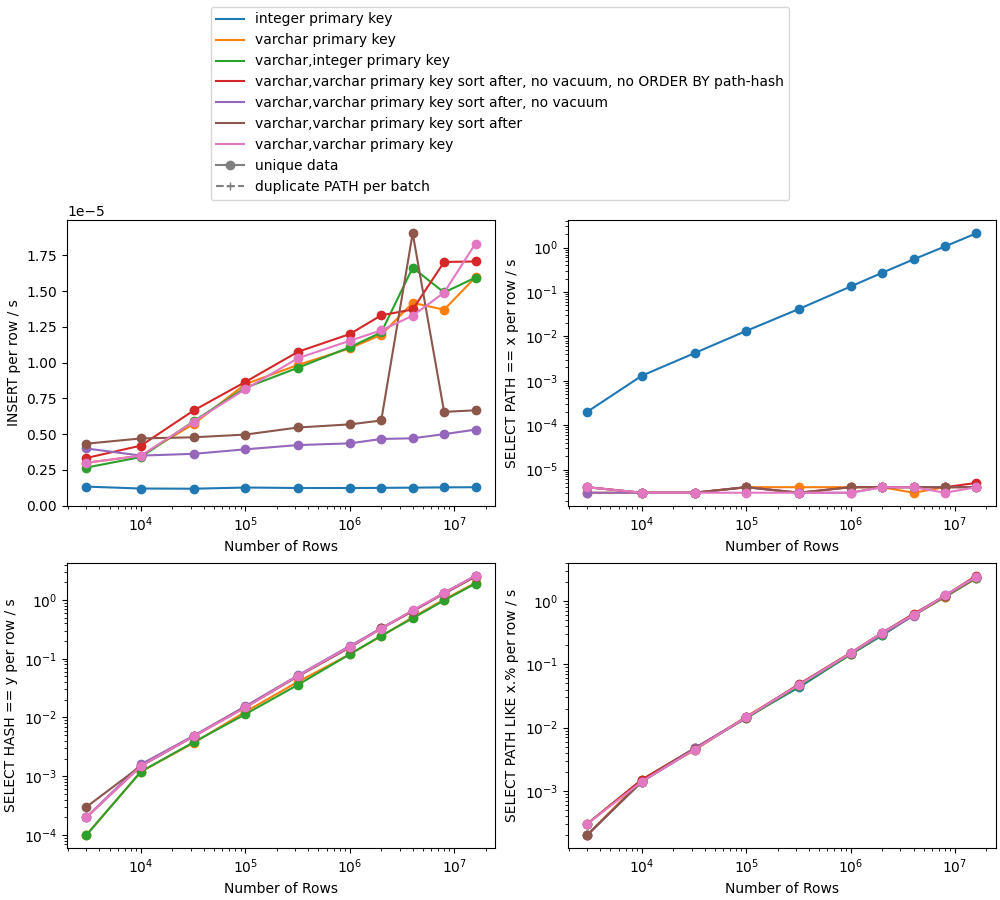 integer primary key
varchar primary key
varchar,integer primary key
varchar,varchar primary key sort after, no vacuum, no ORDER BY path-hash
varchar,varchar primary key sort after, no vacuum
varchar,varchar primary key sort after
varchar,varchar primary key
unique data
duplicate PATH per batch
1e−5
1.75
1.50
1.25
1.00
0.75
0.50
0.25
0.00
INSERT per row / s
10⁴ 10⁵ 10⁶ 10⁷
Number of Rows
10⁰
10⁻¹
10⁻²
10⁻³
10⁻⁴
10⁻⁵
SELECT PATH == x per row / s
10⁴ 10⁵ 10⁶ 10⁷
Number of Rows
10⁰
10⁻¹
10⁻²
10⁻³
10⁻⁴
SELECT HASH == y per row / s
10⁴ 10⁵ 10⁶ 10⁷
Number of Rows
10⁰
10⁻¹
10⁻²
10⁻³
SELECT PATH LIKE x.% per row / s
10⁴ 10⁵ 10⁶ 10⁷
Number of Rows